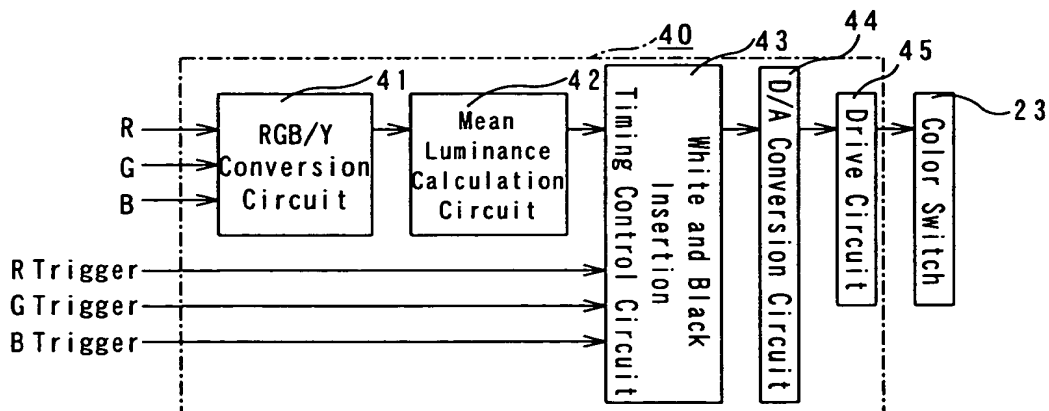 40
43
44
45
41
42
23
R
G
B
RGB/Y
Conversion
Circuit
Mean
Luminance
Calculation
Circuit
White and Black
Insertion
Timing Control Circuit
D/A Conversion Circuit
Drive Circuit
Color Switch
R Trigger
G Trigger
B Trigger